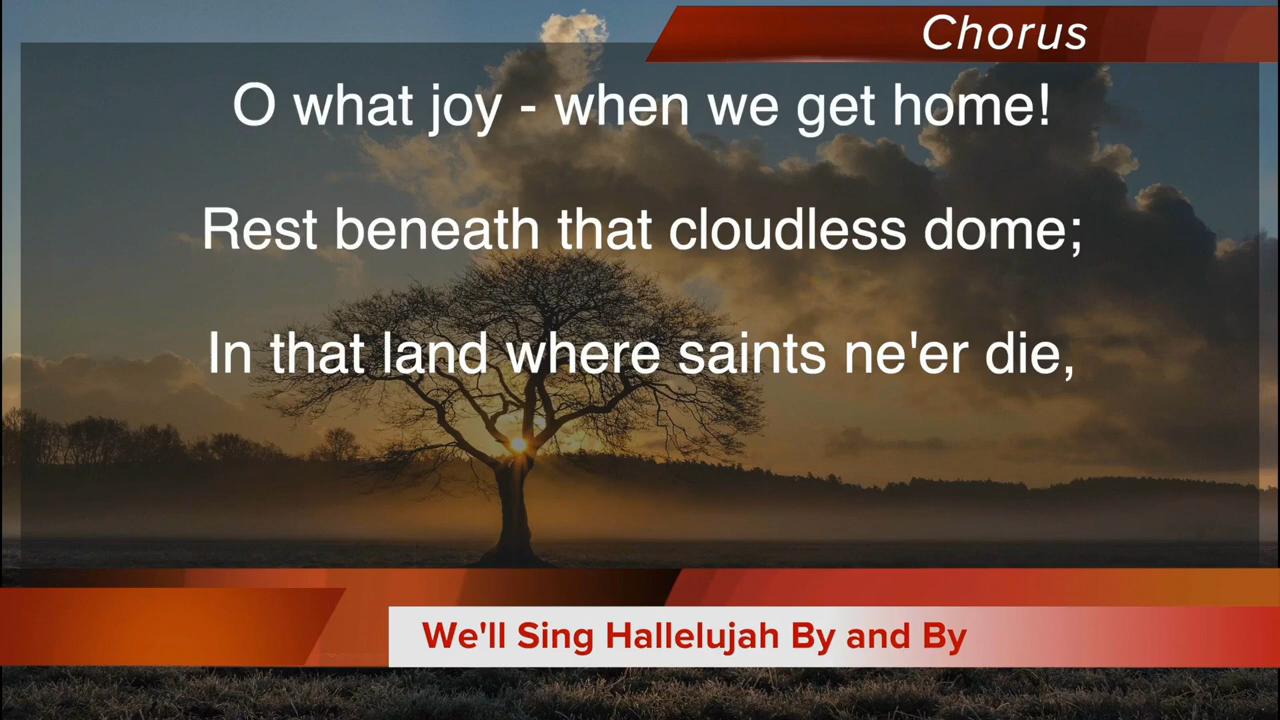 Chorus
O what joy - when we get home!
Rest beneath that cloudless dome;
In that land where saints ne'er die,
We'll Sing Hallelujah By and By